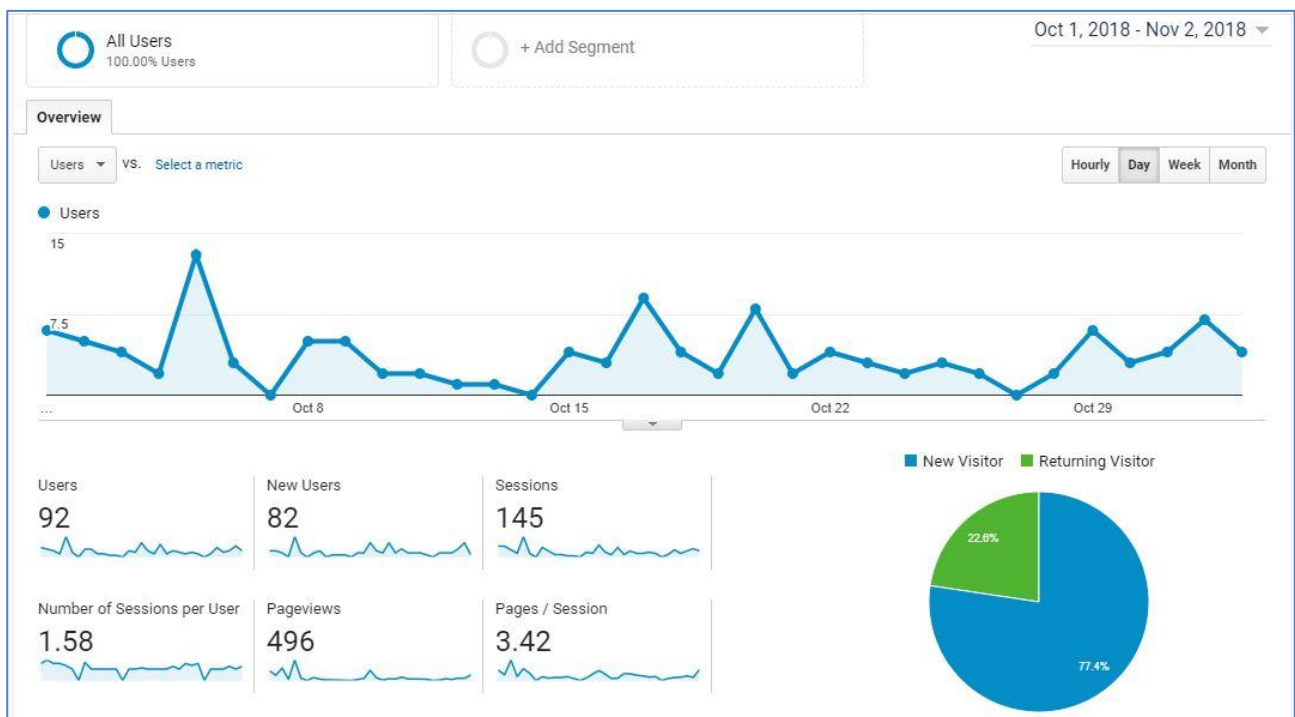 All Users
100.00% Users
+ Add Segment
Oct 1, 2018 - Nov 2, 2018
Overview
Users VS. Select a metric
Hourly Day Week Month
Users
15
7.5
... Oct 8 Oct 15 Oct 22 Oct 29
New Visitor Returning Visitor
Users New Users Sessions
92 82 145
Number of Sessions per User Pageviews Pages / Session
1.58 496 3.42
22.6%
77.4%